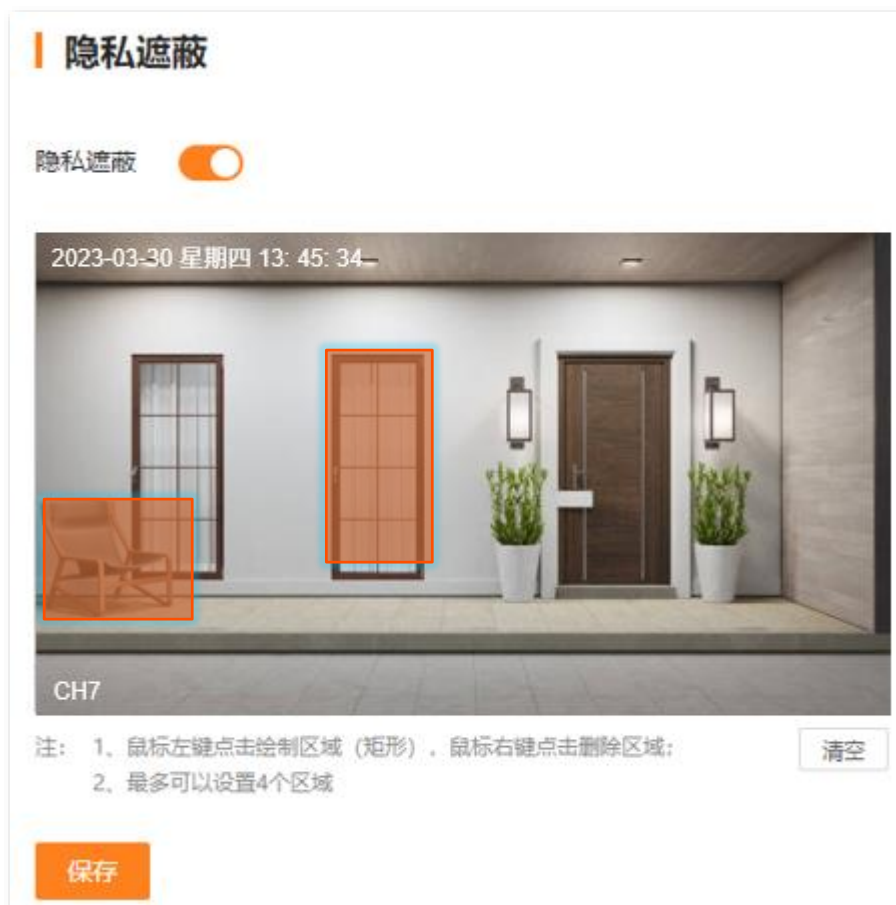 隐私遮蔽
隐私遮蔽
2023-03-30 星期四 13: 45: 34
CH7
注: 1、鼠标左键点击绘制区域 (矩形) , 鼠标右键点击删除区域;
清空
2、最多可以设置4个区域
保存